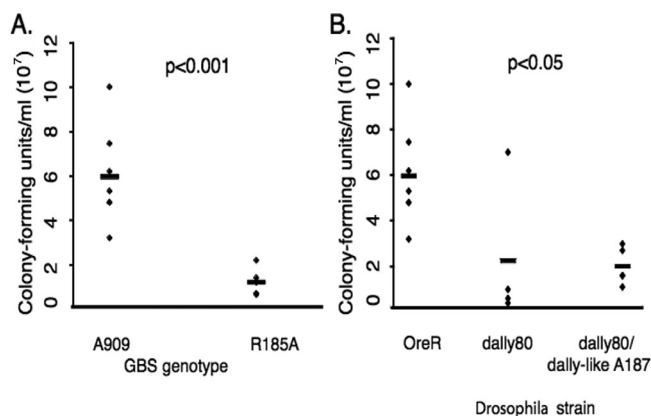 A.
Colony-forming units/ml (10⁷)
12
10
8
6
4
2
0
p<0.001
A909
R185A
GBS genotype
B.
Colony-forming units/ml (10⁷)
12
10
8
6
4
2
0
p<0.05
OreR
dally80
dally80/
dally-like A187
Drosophila strain